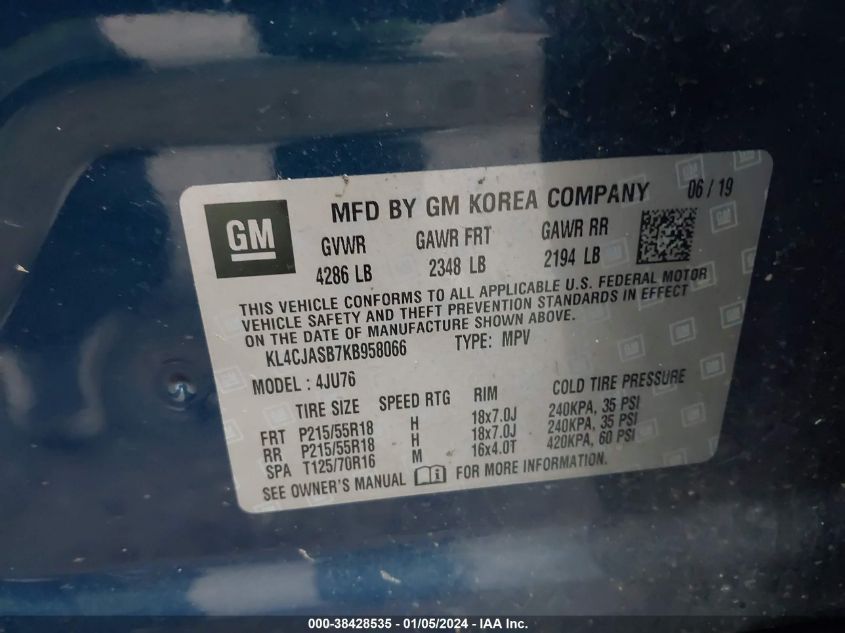 GM
MFD BY GM KOREA COMPANY 06 / 19
GVWR GAWR FRT GAWR RR
4286 LB 2348 LB 2194 LB
THIS VEHICLE CONFORMS TO ALL APPLICABLE U.S. FEDERAL MOTOR
VEHICLE SAFETY AND THEFT PREVENTION STANDARDS IN EFFECT
ON THE DATE OF MANUFACTURE SHOWN ABOVE.
KL4CJASB7KB958066 TYPE: MPV
MODEL : 4JU76
TIRE SIZE SPEED RTG RIM COLD TIRE PRESSURE
FRT P215/55R18 H 18x7.0J 240KPA, 35 PSI
RR P215/55R18 H 18x7.0J 240KPA, 35 PSI
SPA T125/70R16 M 16x4.0T 420KPA, 60 PSI
SEE OWNER'S MANUAL FOR MORE INFORMATION.
000-38428535 - 01/05/2024 - IAA Inc.